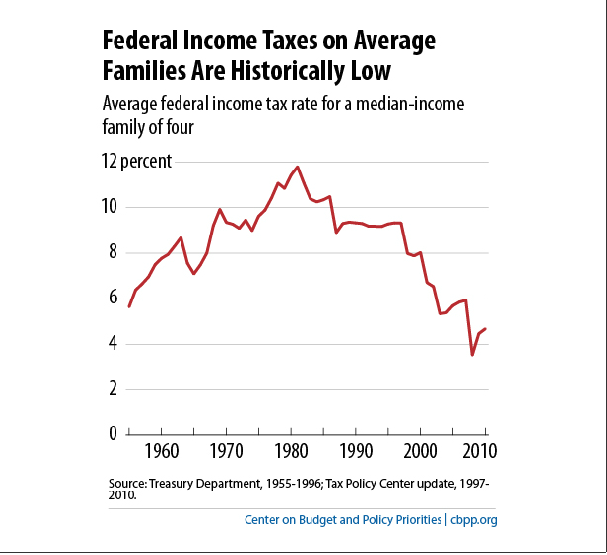 Federal Income Taxes on Average
Families Are Historically Low
Average federal income tax rate for a median-income
family of four
12 percent
10
8
6
4
2
0
1960 1970 1980 1990 2000 2010
Source: Treasury Department, 1955-1996; Tax Policy Center update, 1997-
2010.
Center on Budget and Policy Priorities | cbpp.org